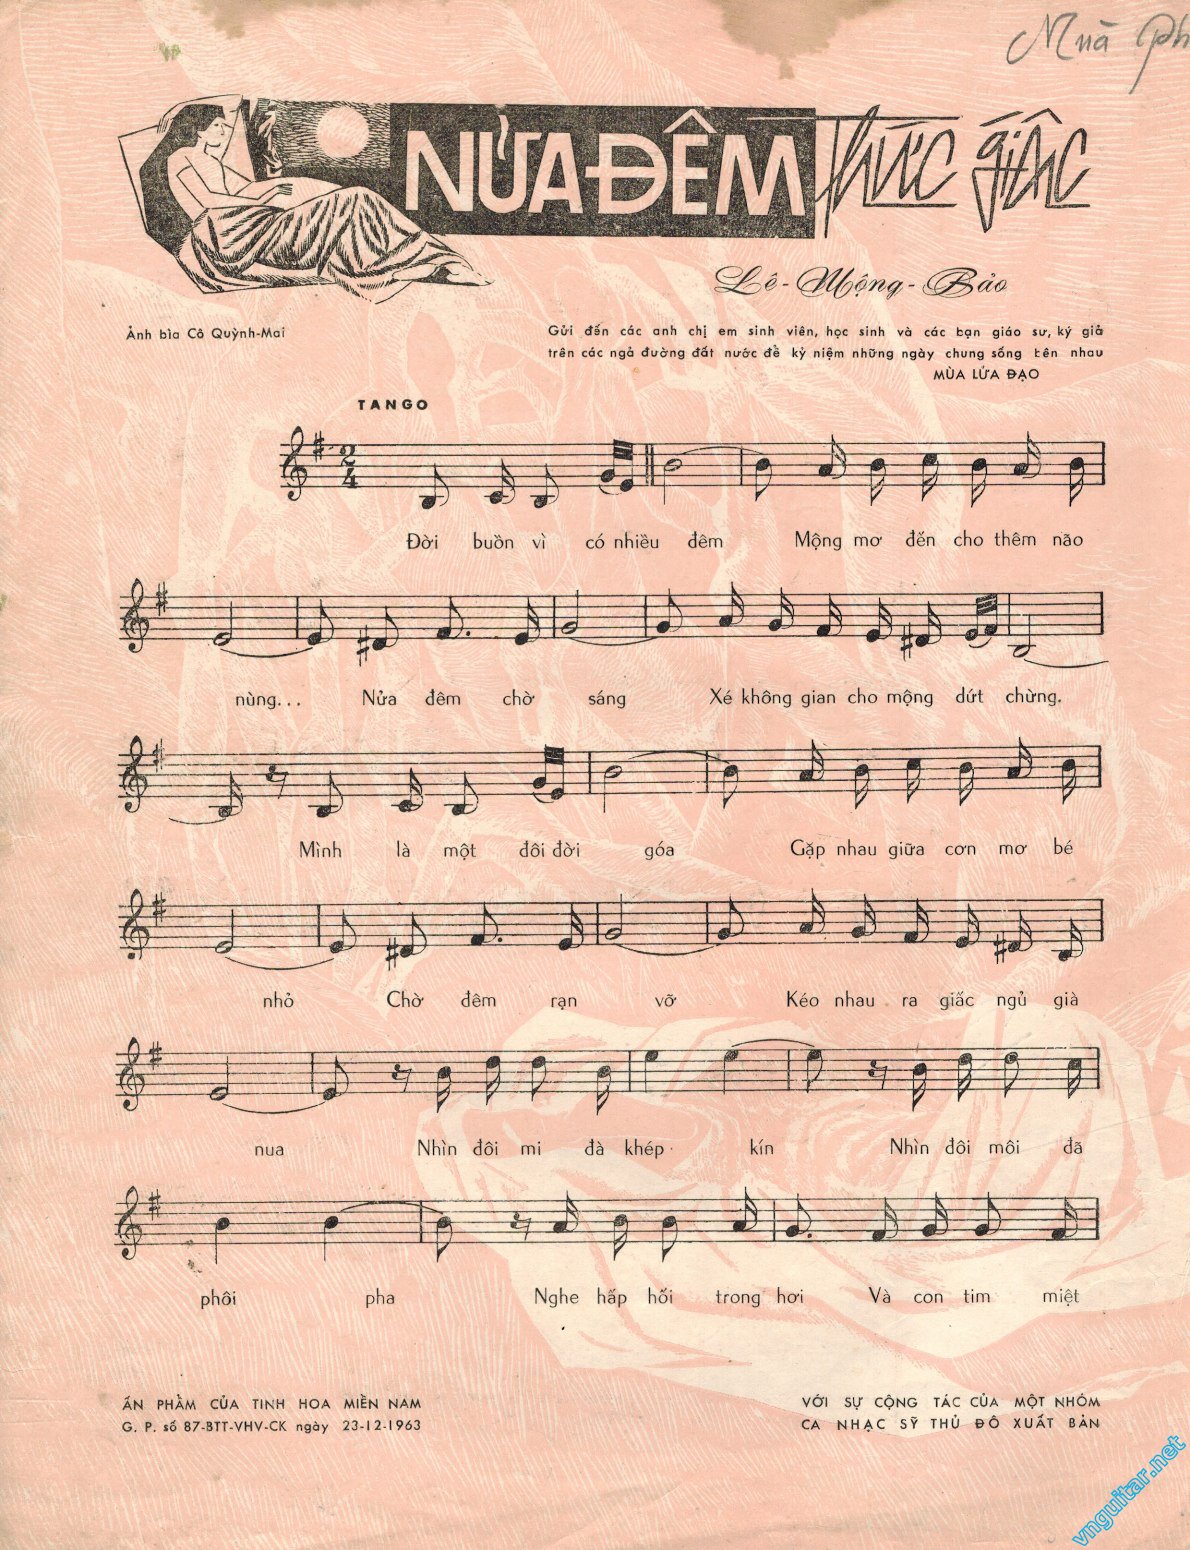 Mùa Ph
NỬA ĐÊM thức giấc
Lê-Mộng-Bảo
Ảnh bìa Cô Quỳnh-Mai
Gửi đến các anh chị em sinh viên, học sinh và các bạn giáo sư, ký giả
trên các ngả đường đất nước để kỷ niệm những ngày chung sống bên nhau
MÙA LỬA ĐẠO
TANGO
2
4
Đời buồn vì có nhiều đêm Mộng mơ đến cho thêm não
nùng... Nửa đêm chờ sáng Xé không gian cho mộng dứt chừng.
Mình là một đôi đời góa Gặp nhau giữa cơn mơ bé
nhỏ Chờ đêm rạn vỡ Kéo nhau ra giấc ngủ già
nua Nhìn đôi mi đà khép kín Nhìn đôi môi đã
phôi pha Nghe hấp hối trong hơi Và con tim miệt
ẤN PHẨM CỦA TINH HOA MIỀN NAM
G. P. số 87-BTT-VHV-CK ngày 23-12-1963
VỚI SỰ CỘNG TÁC CỦA MỘT NHÓM
CA NHẠC SỸ THỦ ĐÔ XUẤT BẢN
vnguitar.net